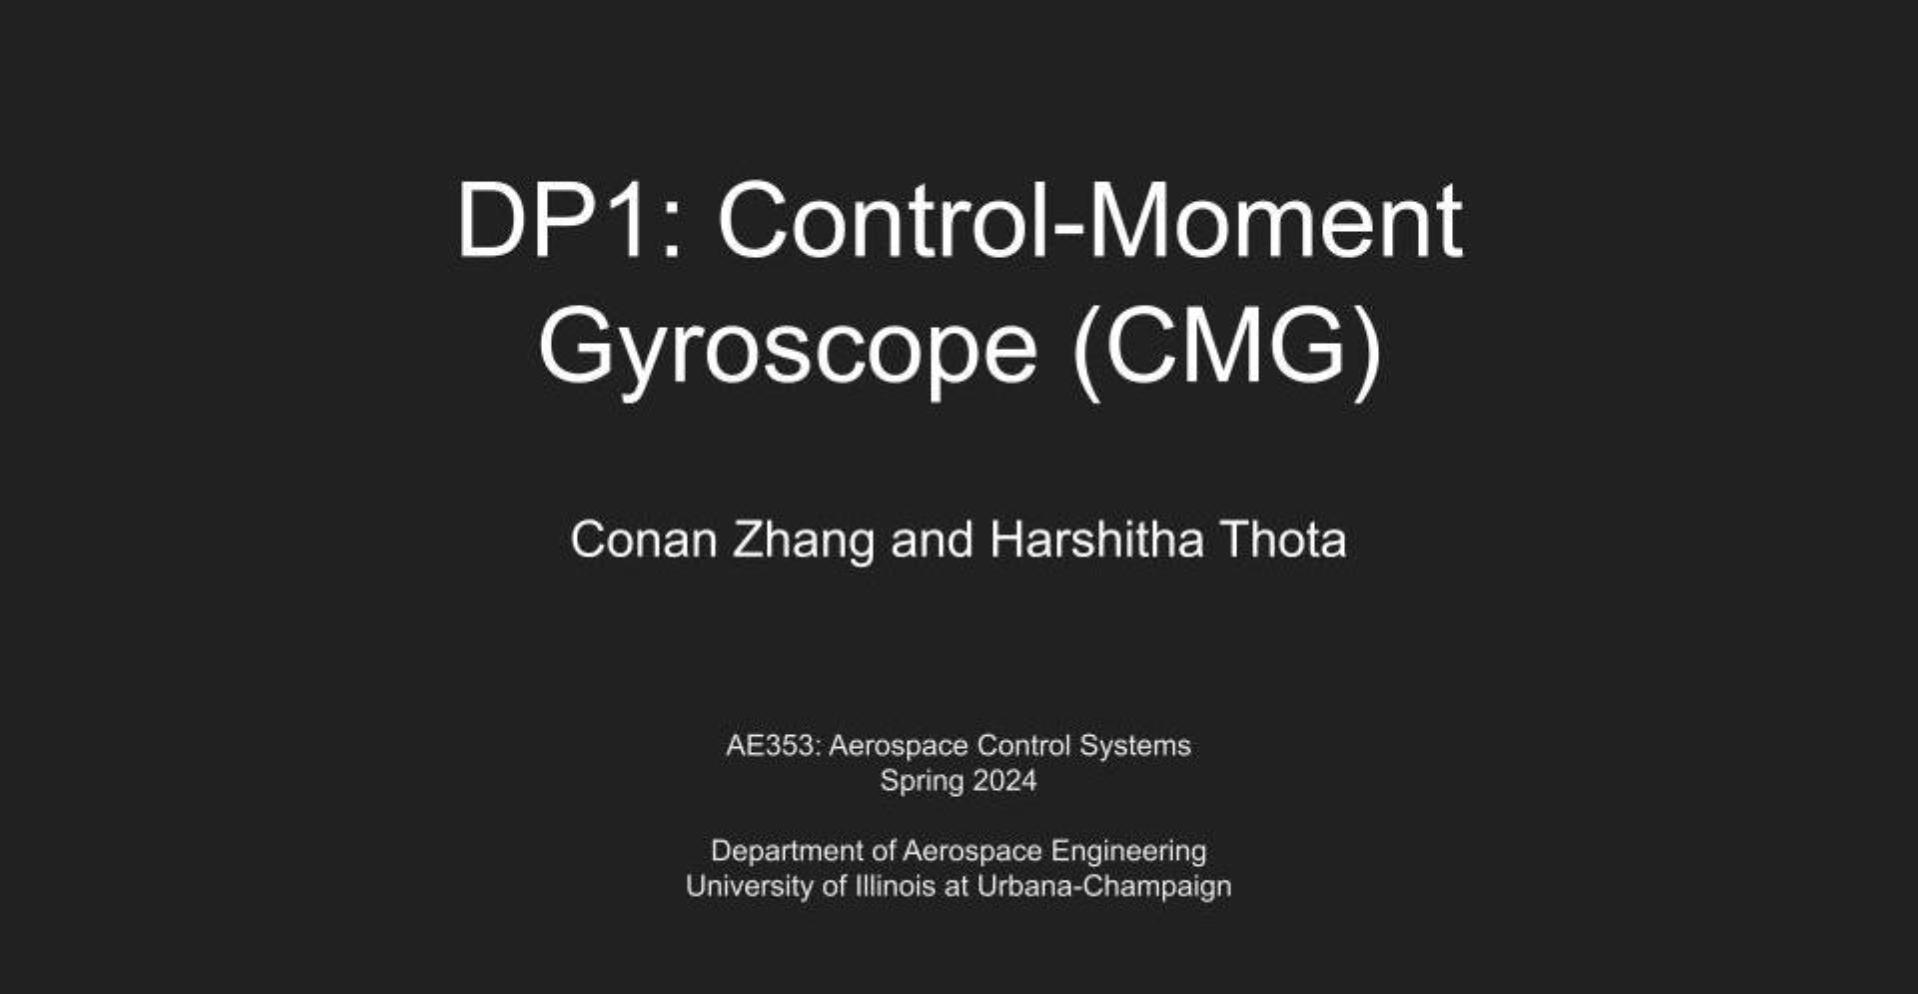 DP1: Control-Moment
Gyroscope (CMG)
Conan Zhang and Harshitha Thota
AE353: Aerospace Control Systems
Spring 2024
Department of Aerospace Engineering
University of Illinois at Urbana-Champaign